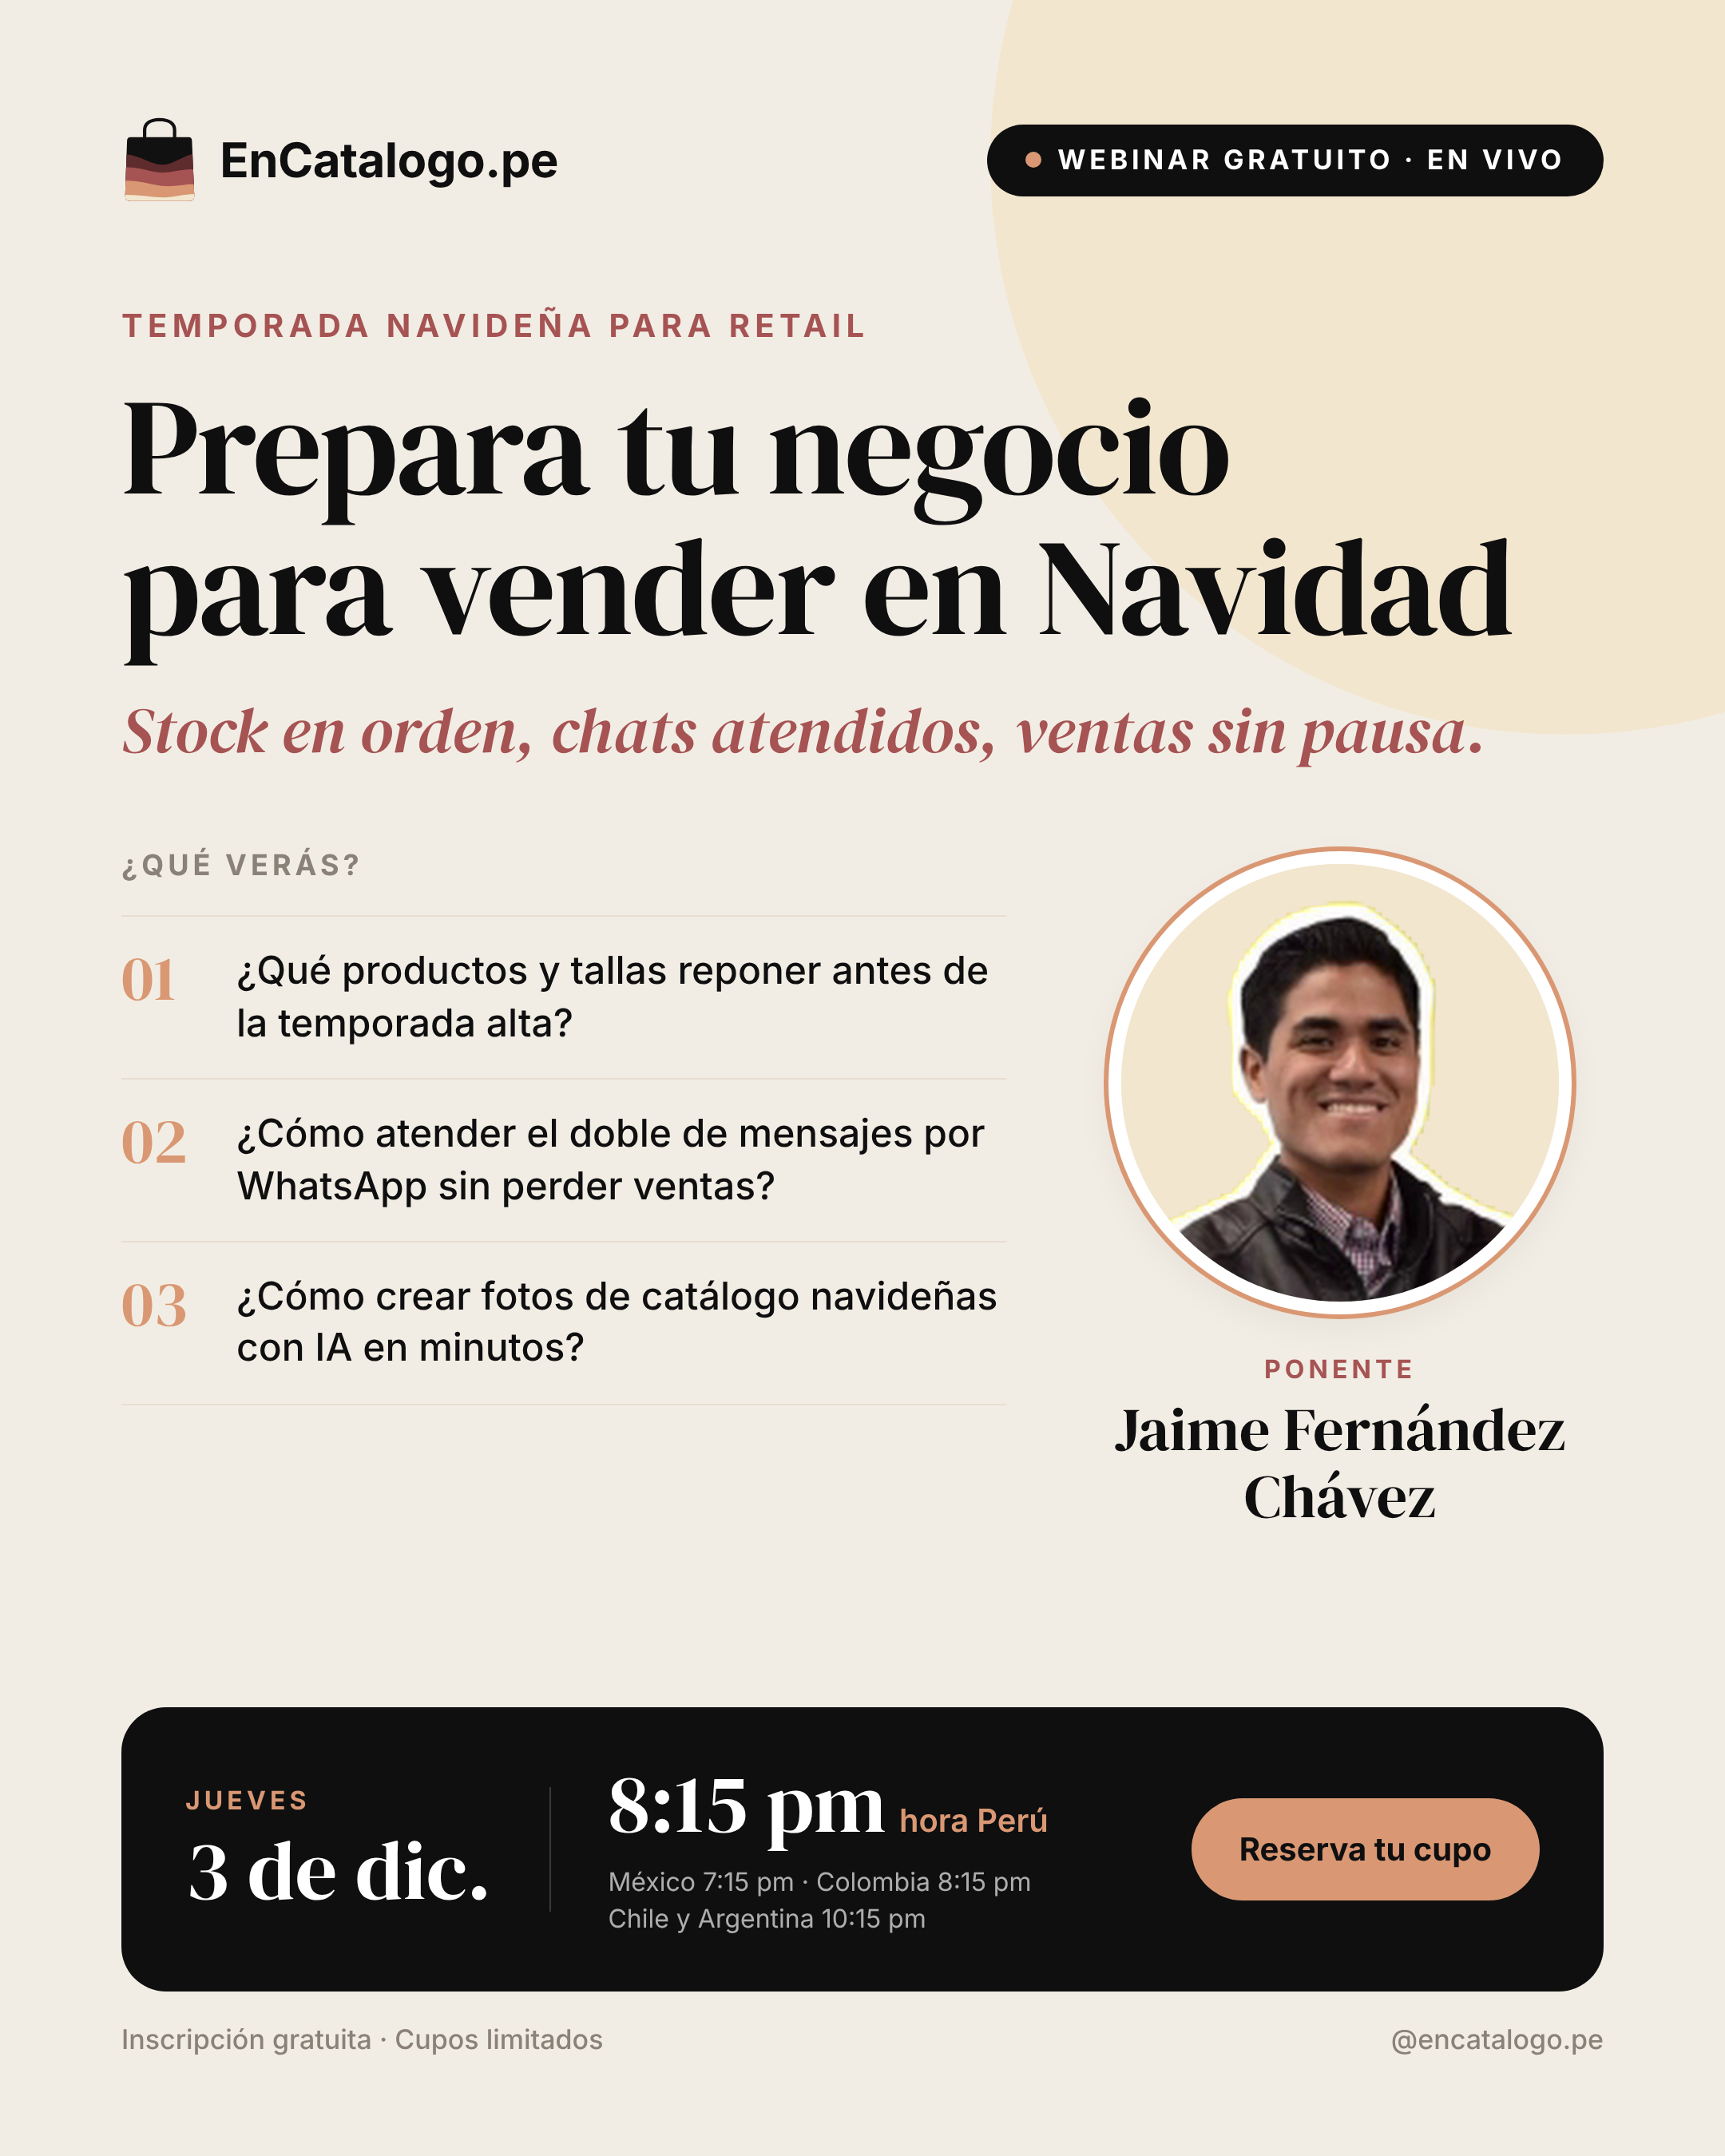 EnCatalogo.pe
WEBINAR GRATUITO · EN VIVO
TEMPORADA NAVIDEÑA PARA RETAIL
Prepara tu negocio
para vender en Navidad
Stock en orden, chats atendidos, ventas sin pausa.
¿QUÉ VERÁS?
01 ¿Qué productos y tallas reponer antes de
la temporada alta?
02 ¿Cómo atender el doble de mensajes por
WhatsApp sin perder ventas?
03 ¿Cómo crear fotos de catálogo navideñas
con IA en minutos?
PONENTE
Jaime Fernández
Chávez
JUEVES
3 de dic.
8:15 pm hora Perú
México 7:15 pm · Colombia 8:15 pm
Chile y Argentina 10:15 pm
Reserva tu cupo
Inscripción gratuita · Cupos limitados
@encatalogo.pe